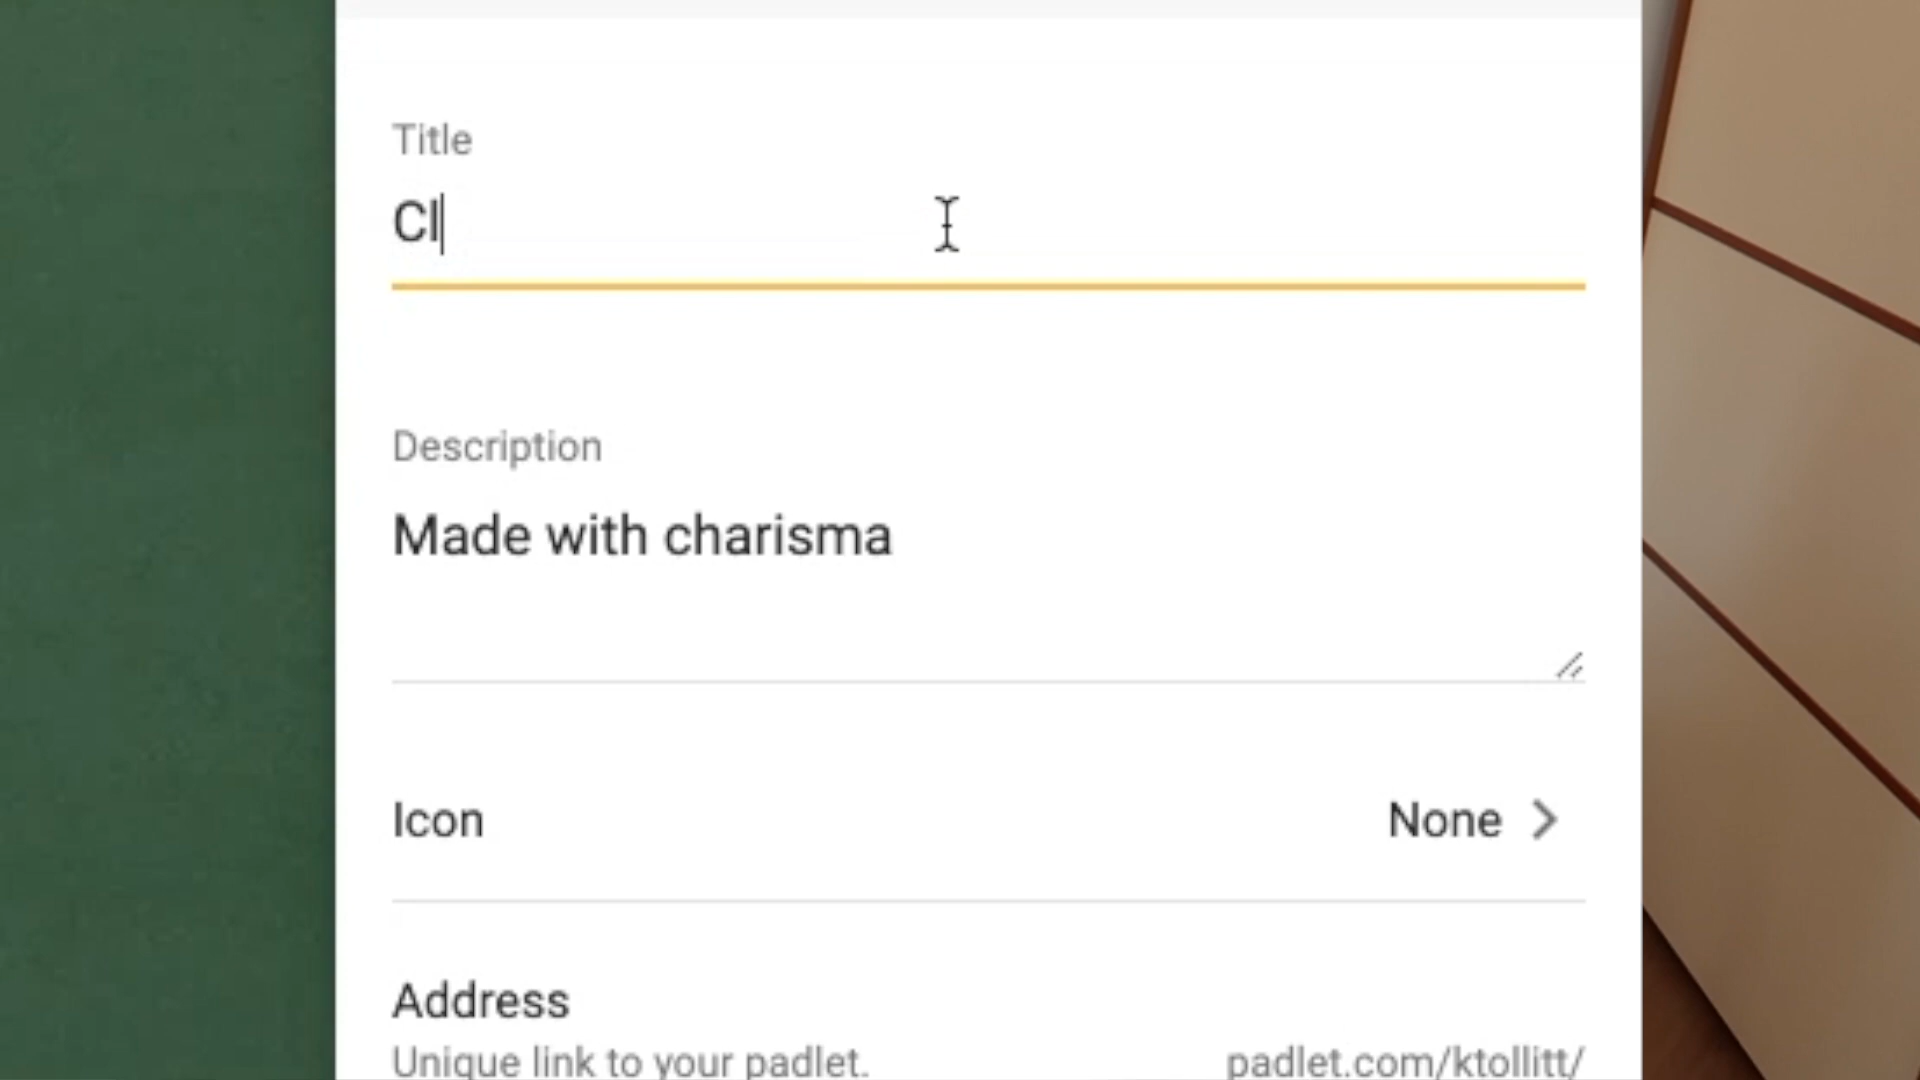 Title
Cl
Description
Made with charisma
Icon
None
Address
Unique link to your padlet.
padlet.com/ktollitt/